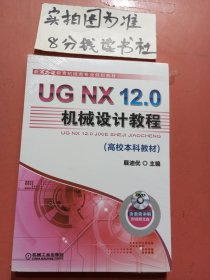 实拍图为准
8分钱读书社
UG NX 12.0
机械设计教程
UG NX 12.0 JIXIE SHEJI JIAOCHENG
(高校本科教材)
展迪优 ◎ 主编
机械工业出版社